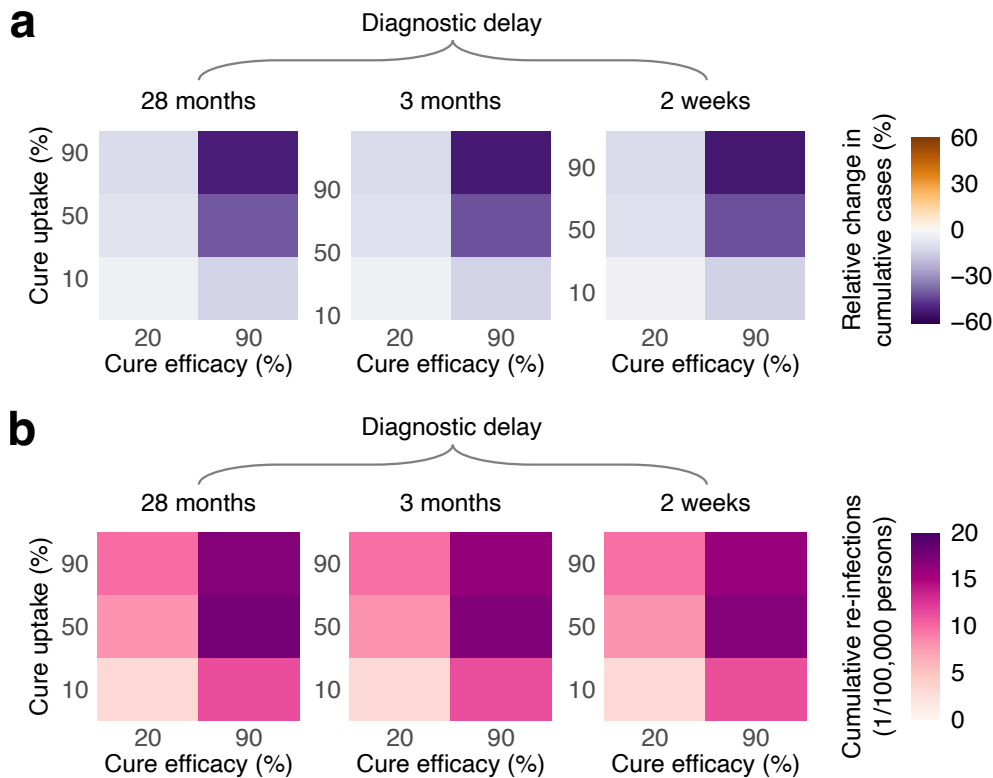 a
Diagnostic delay
28 months 3 months 2 weeks
Cure uptake (%)
90
50
10
90
50
10
90
50
10
20 90
20 90
20 90
Cure efficacy (%) Cure efficacy (%) Cure efficacy (%)
Relative change in
cumulative cases (%)
60
30
0
−30
−60
b
Diagnostic delay
28 months 3 months 2 weeks
Cure uptake (%)
90
50
10
90
50
10
90
50
10
20 90
20 90
20 90
Cure efficacy (%) Cure efficacy (%) Cure efficacy (%)
Cumulative re-infections
(1/100,000 persons)
20
15
10
5
0